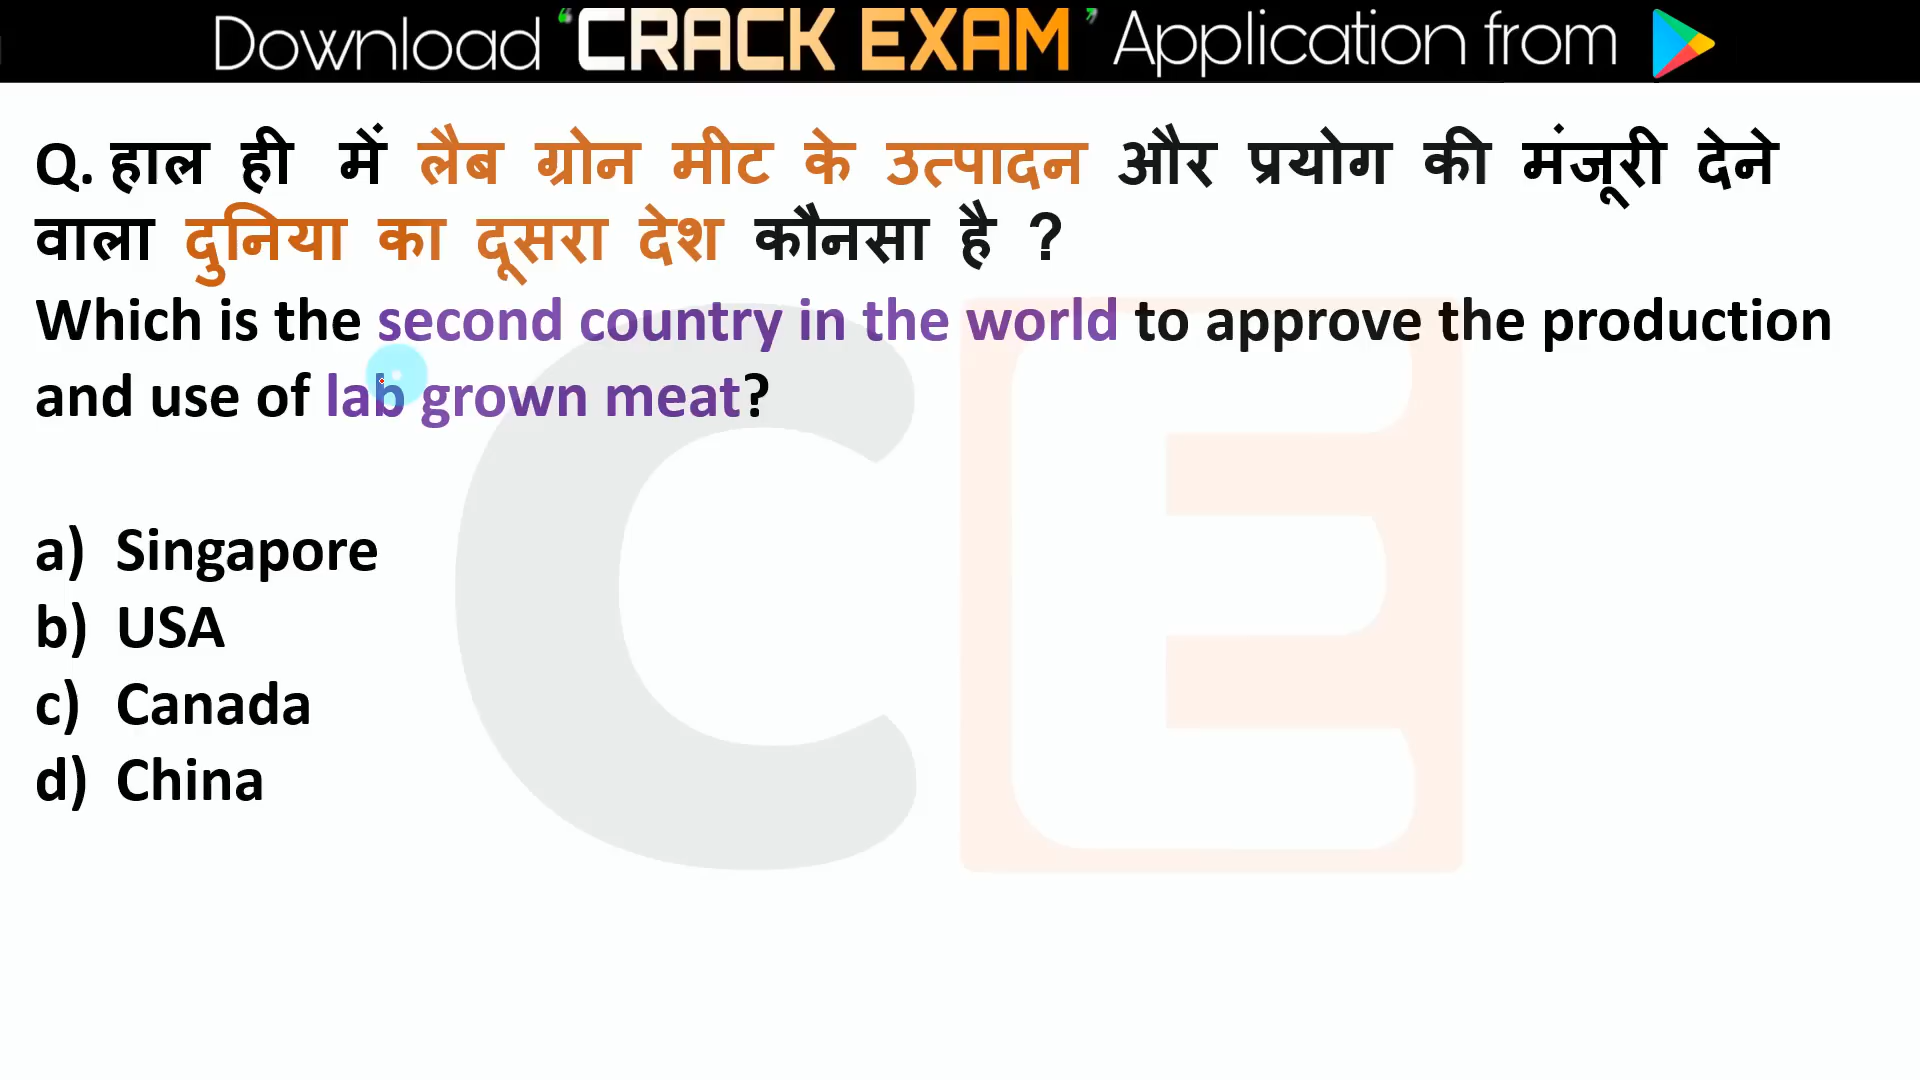 Download ‘CRACK EXAM’ Application from
Q. हाल ही में लैब ग्रोन मीट के उत्पादन और प्रयोग की मंजूरी देने
वाला दुनिया का दूसरा देश कौनसा है ?
Which is the second country in the world to approve the production
and use of lab grown meat?
a) Singapore
b) USA
c) Canada
d) China
CE